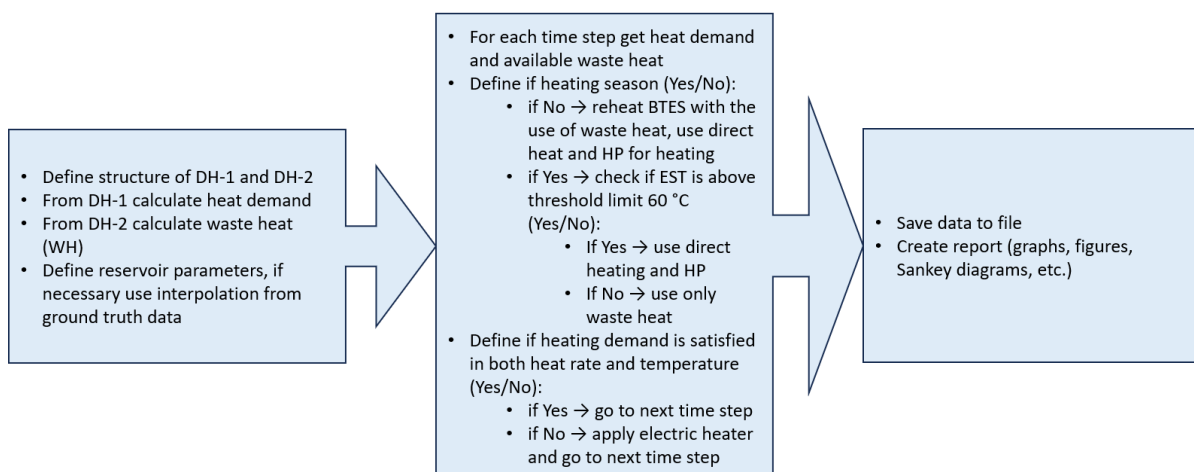 • Define structure of DH-1 and DH-2
• From DH-1 calculate heat demand
• From DH-2 calculate waste heat
(WH)
• Define reservoir parameters, if
necessary use interpolation from
ground truth data
• For each time step get heat demand
and available waste heat
• Define if heating season (Yes/No):
• if No → reheat BTES with the
use of waste heat, use direct
heat and HP for heating
• if Yes → check if EST is above
threshold limit 60 °C
(Yes/No):
• If Yes → use direct
heating and HP
• If No → use only
waste heat
• Define if heating demand is satisfied
in both heat rate and temperature
(Yes/No):
• if Yes → go to next time step
• if No → apply electric heater
and go to next time step
• Save data to file
• Create report (graphs, figures,
Sankey diagrams, etc.)